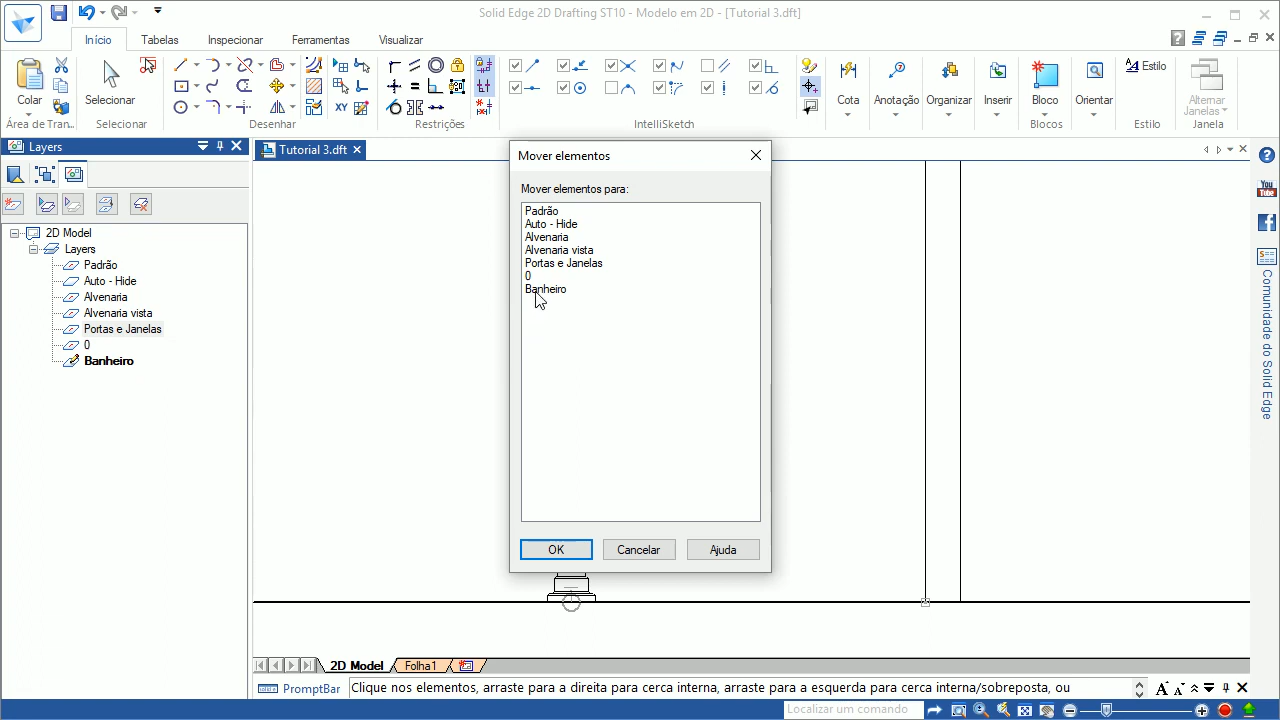 Solid Edge 2D Drafting ST10 - Modelo em 2D - [Tutorial 3.dft]
Início
Tabelas
Inspecionar
Ferramentas
Visualizar
Colar
Selecionar
Cota
Anotação
Organizar
Inserir
Bloco
Orientar
Estilo
Alternar
Janelas
Área de Tran...
Selecionar
Desenhar
Restrições
IntelliSketch
Blocos
Estilo
Janela
Layers
Tutorial 3.dft
2D Model
Layers
Padrão
Auto - Hide
Alvenaria
Alvenaria vista
Portas e Janelas
0
Banheiro
Mover elementos
Mover elementos para:
Padrão
Auto - Hide
Alvenaria
Alvenaria vista
Portas e Janelas
0
Banheiro
OK
Cancelar
Ajuda
You
Tube
Comunidade do Solid Edge
2D Model
Folha1
PromptBar
Clique nos elementos, arraste para a direita para cerca interna, arraste para a esquerda para cerca interna/sobreposta, ou
Localizar um comando